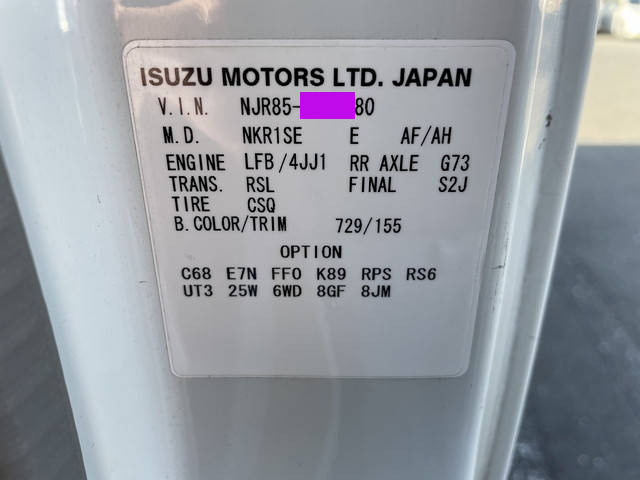 ISUZU MOTORS LTD. JAPAN
V.I.N. NJR85- 80
M.D. NKR1SE E AF/AH
ENGINE LFB/4JJ1 RR AXLE G73
TRANS. RSL FINAL S2J
TIRE CSQ
B.COLOR/TRIM 729/155
OPTION
C68 E7N FF0 K89 RPS RS6
UT3 25W 6WD 8GF 8JM